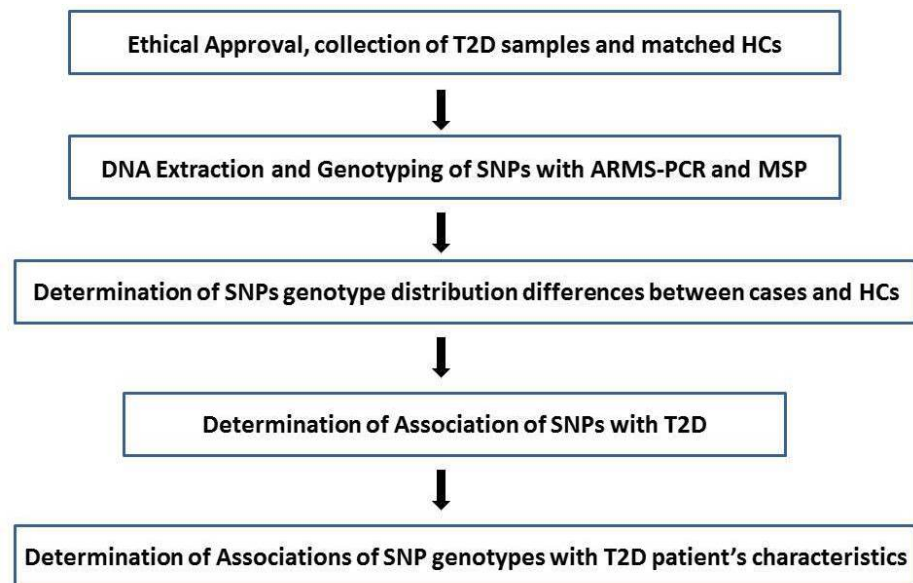 Ethical Approval, collection of T2D samples and matched HCs
DNA Extraction and Genotyping of SNPs with ARMS-PCR and MSP
Determination of SNPs genotype distribution differences between cases and HCs
Determination of Association of SNPs with T2D
Determination of Associations of SNP genotypes with T2D patient's characteristics